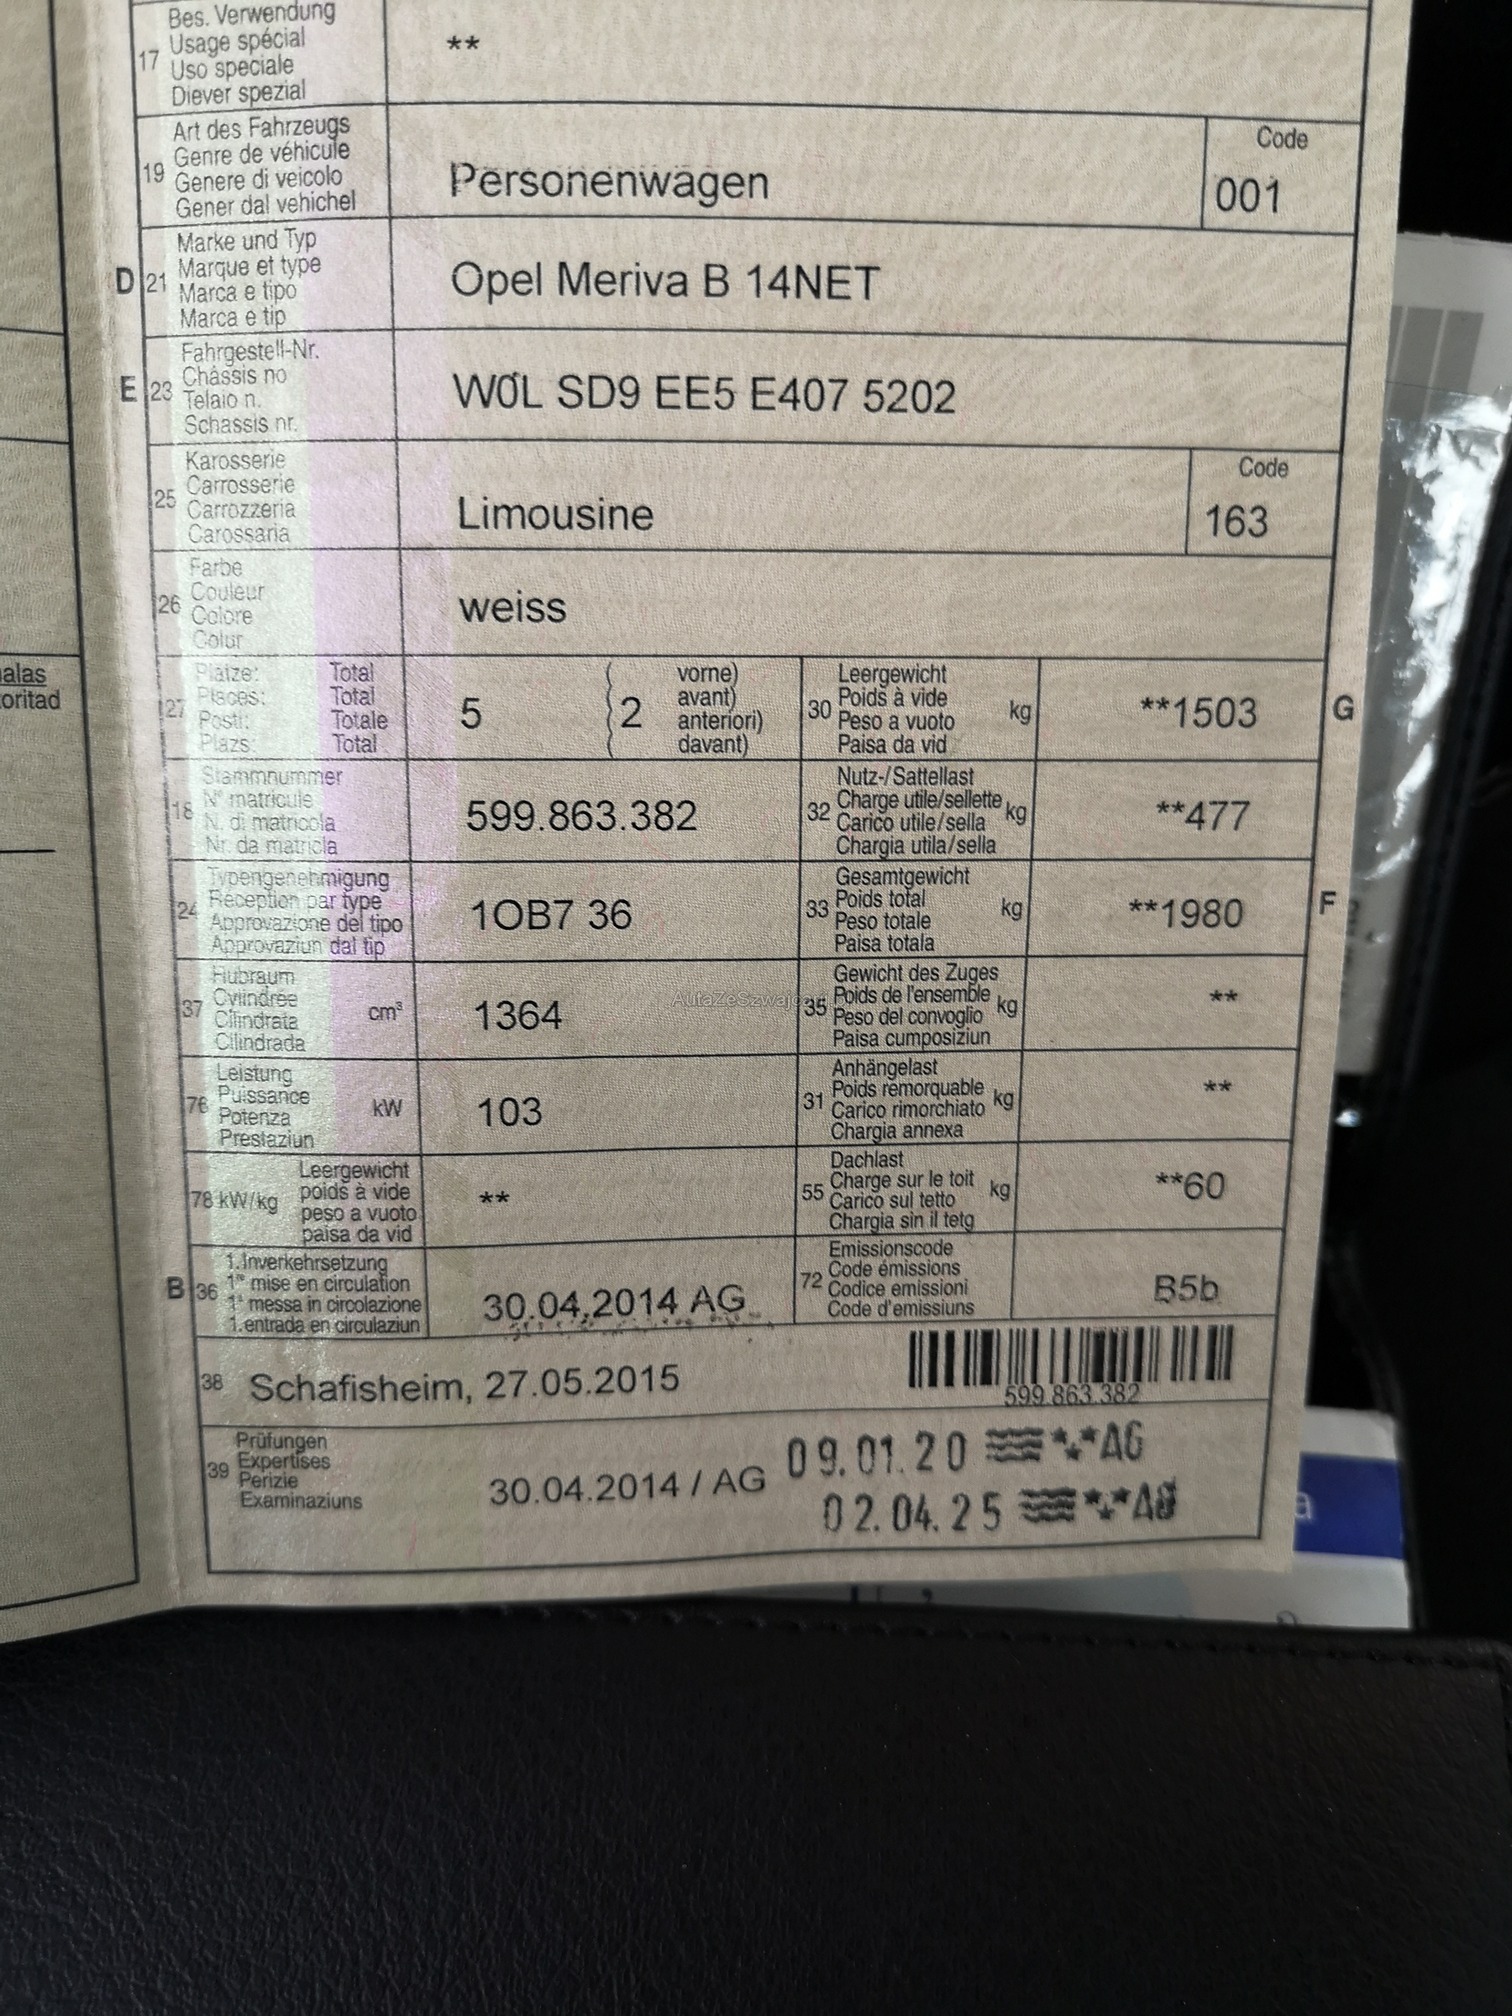 Bes. Verwendung
17 Usage spécial **
Uso speciale
Diever spezial
Art des Fahrzeugs Code
19 Genre de véhicule
Genere di veicolo Personenwagen 001
Gener dal vehichel
Marke und Typ
D 21 Marque et type Opel Meriva B 14NET
Marca e tipo
Marca e tip
Fahrgestell-Nr.
E 23 Châssis no W0L SD9 EE5 E407 5202
Telaio n.
Schassis nr.
Karosserie Code
25 Carrosserie
Carrozzeria Limousine 163
Carossaria
Farbe
26 Couleur weiss
Colore
Colur
alas
oritad
Plätze: Total vorne) Leergewicht
27 Places: Total 5 2 avant) 30 Poids à vide kg **1503 G
Posti: Totale anteriori) Peso a vuoto
Plazs: Total davant) Paisa da vid
Stammnummer Nutz-/Sattellast
18 N° matricule 599.863.382 32 Charge utile/sellette kg **477
N. di matricola Carico utile/sella
Nr. da matricla Chargia utila/sella
Typengenehmigung Gesamtgewicht
24 Réception par type 1OB7 36 33 Poids total kg **1980 F
Approvazione del tipo Peso totale
Approvaziun dal tip Paisa totala
Hubraum Gewicht des Zuges
37 Cylindrée cm³ 1364 35 Poids de l'ensemble kg **
Cilindrata Peso del convoglio
Cilindrada Paisa cumposiziun
AutaZeSzwajc
Leistung Anhängelast
76 Puissance kW 103 31 Poids remorquable kg **
Potenza Carico rimorchiato
Prestaziun Chargia annexa
Leergewicht Dachlast
78 kW/kg poids à vide ** 55 Charge sur le toit kg **60
peso a vuoto Carico sul tetto
paisa da vid Chargia sin il tetg
1. Inverkehrsetzung Emissionscode
B 36 1re mise en circulation 30.04.2014 AG 72 Code émissions B5b
1a messa in circolazione Codice emissioni
1. entrada en circulaziun Code d'emissiuns
38 Schafisheim, 27.05.2015
599.863.382
Prüfungen
39 Expertises 30.04.2014 / AG 09.01.20 AG
Perizie 02.04.25
Examinaziuns
a